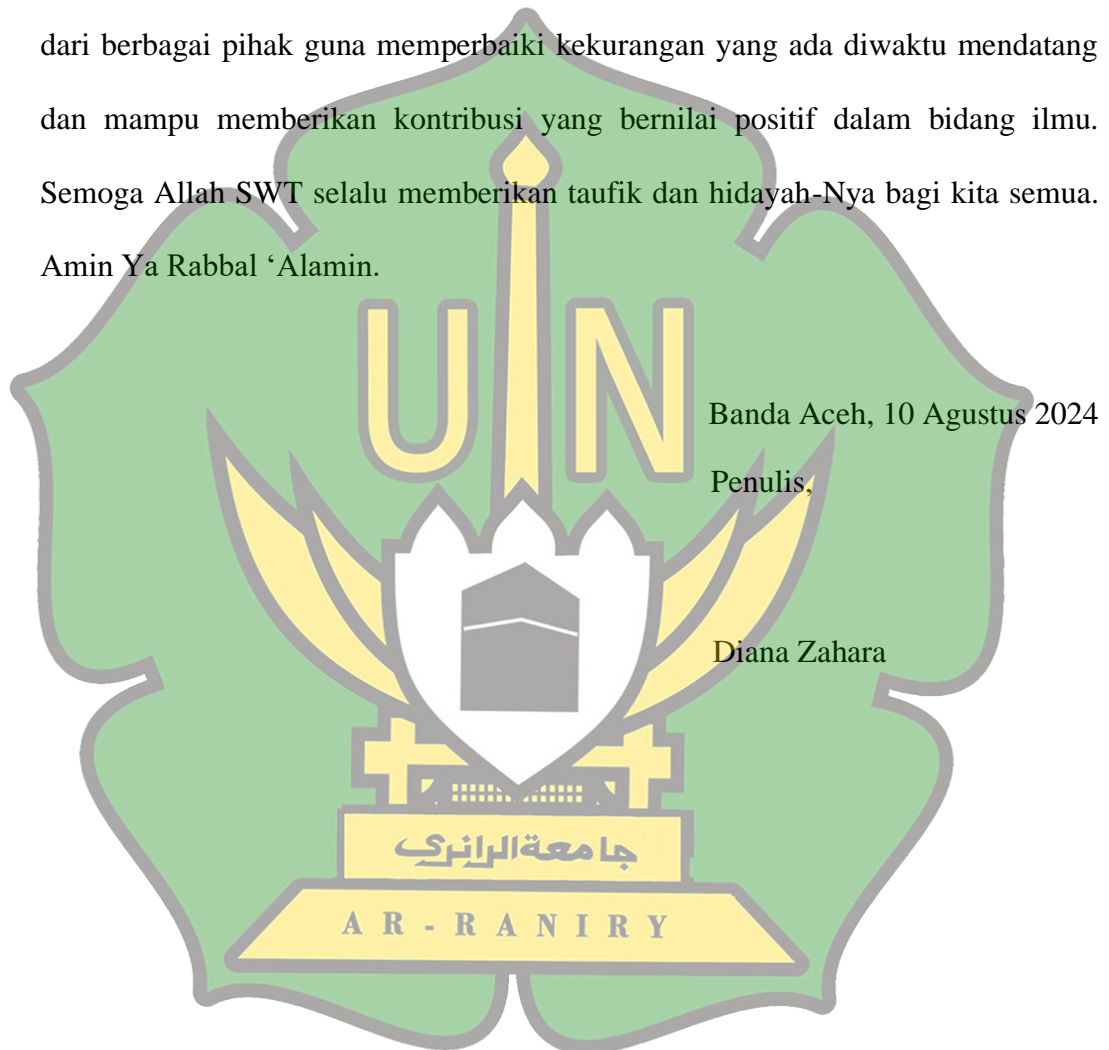 dari berbagai pihak guna memperbaiki kekurangan yang ada diwaktu mendatang
dan mampu memberikan kontribusi yang bernilai positif dalam bidang ilmu.
Semoga Allah SWT selalu memberikan taufik dan hidayah-Nya bagi kita semua.
Amin Ya Rabbal ‘Alamin.
UIN
Banda Aceh, 10 Agustus 2024
Penulis,
Diana Zahara
جامعة الرانري
AR-RANIRY